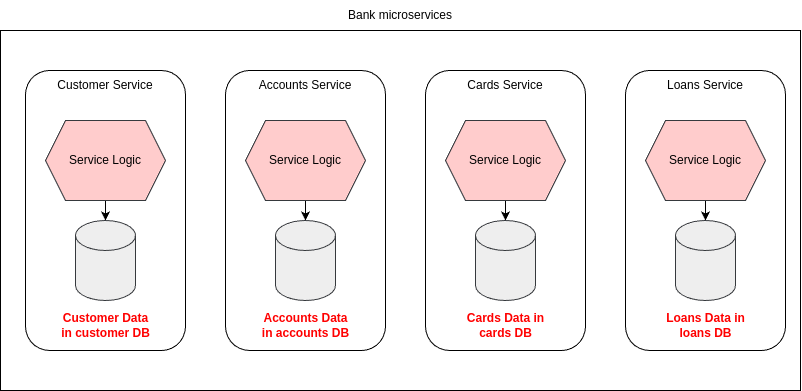 Bank microservices
Customer Service
Service Logic
Customer Data
in customer DB
Accounts Service
Service Logic
Accounts Data
in accounts DB
Cards Service
Service Logic
Cards Data in
cards DB
Loans Service
Service Logic
Loans Data in
loans DB